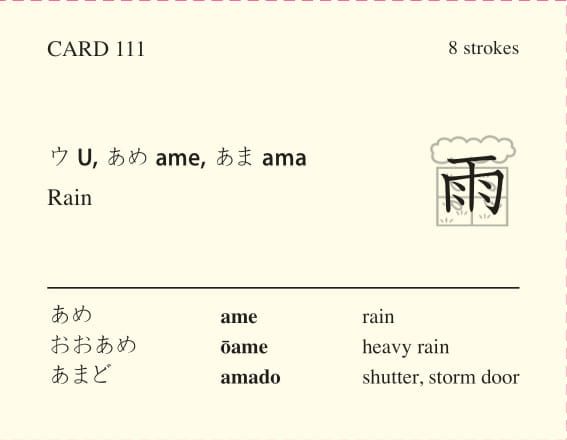 CARD 111 8 strokes
ウ U, あめ ame, あま ama
Rain
雨
あめ ame rain
おおあめ ōame heavy rain
あまど amado shutter, storm door